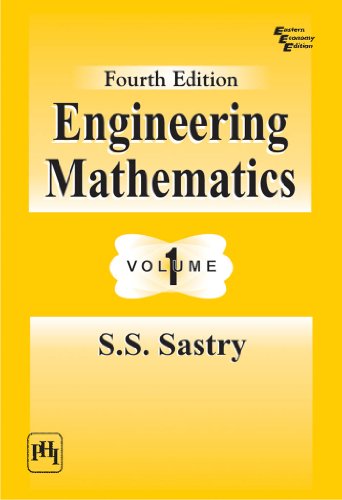 Eastern
Economy
Edition
Fourth Edition
Engineering
Mathematics
VOLUME 1
S.S. Sastry
PHI